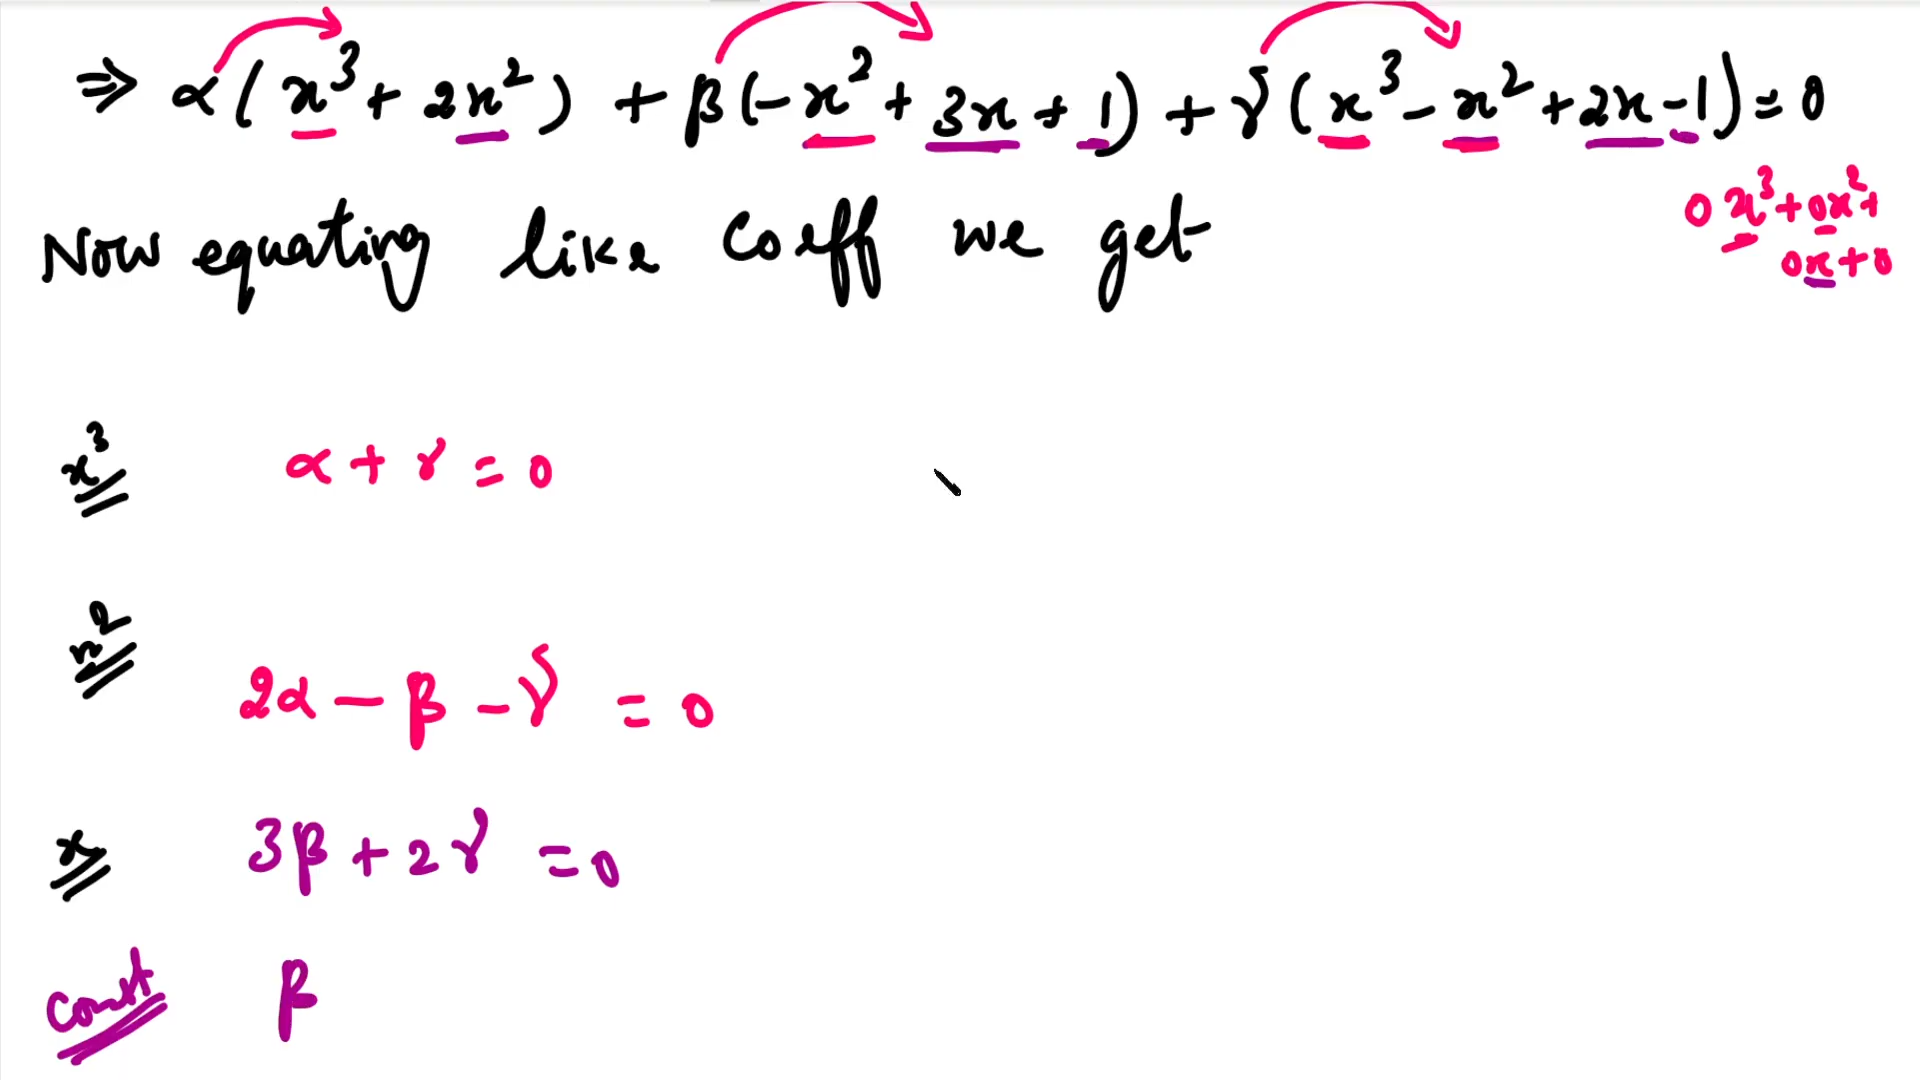 ⇒ α(x³ + 2x²) + β(-x² + 3x + 1) + γ(x³ - x² + 2x - 1) = 0
0x³ + 0x² +
0x + 0
Now equating like coeff we get
x³ α + γ = 0
x² 2α - β - γ = 0
x 3β + 2γ = 0
Const β